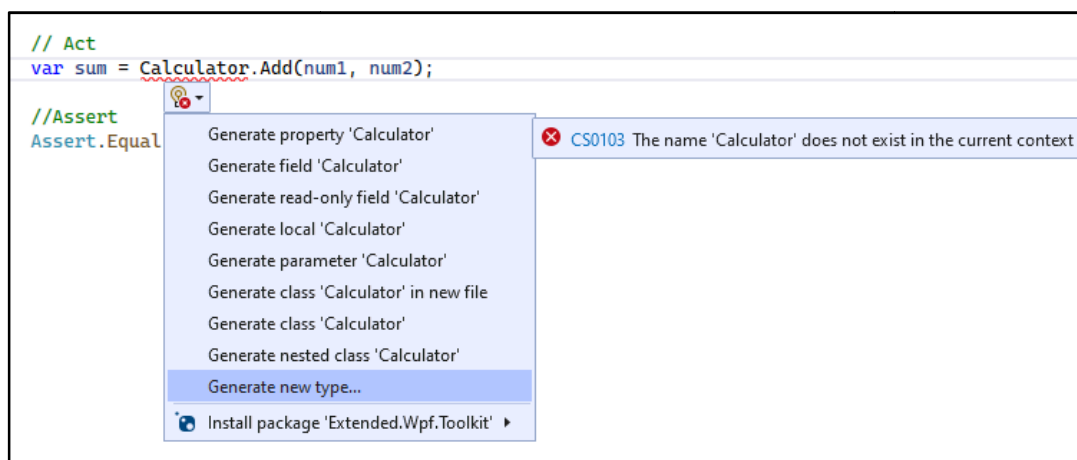 // Act
var sum = Calculator.Add(num1, num2);
//Assert
Assert.Equal
Generate property 'Calculator'
Generate field 'Calculator'
Generate read-only field 'Calculator'
Generate local 'Calculator'
Generate parameter 'Calculator'
Generate class 'Calculator' in new file
Generate class 'Calculator'
Generate nested class 'Calculator'
Generate new type...
Install package 'Extended.Wpf.Toolkit'
CS0103 The name 'Calculator' does not exist in the current context